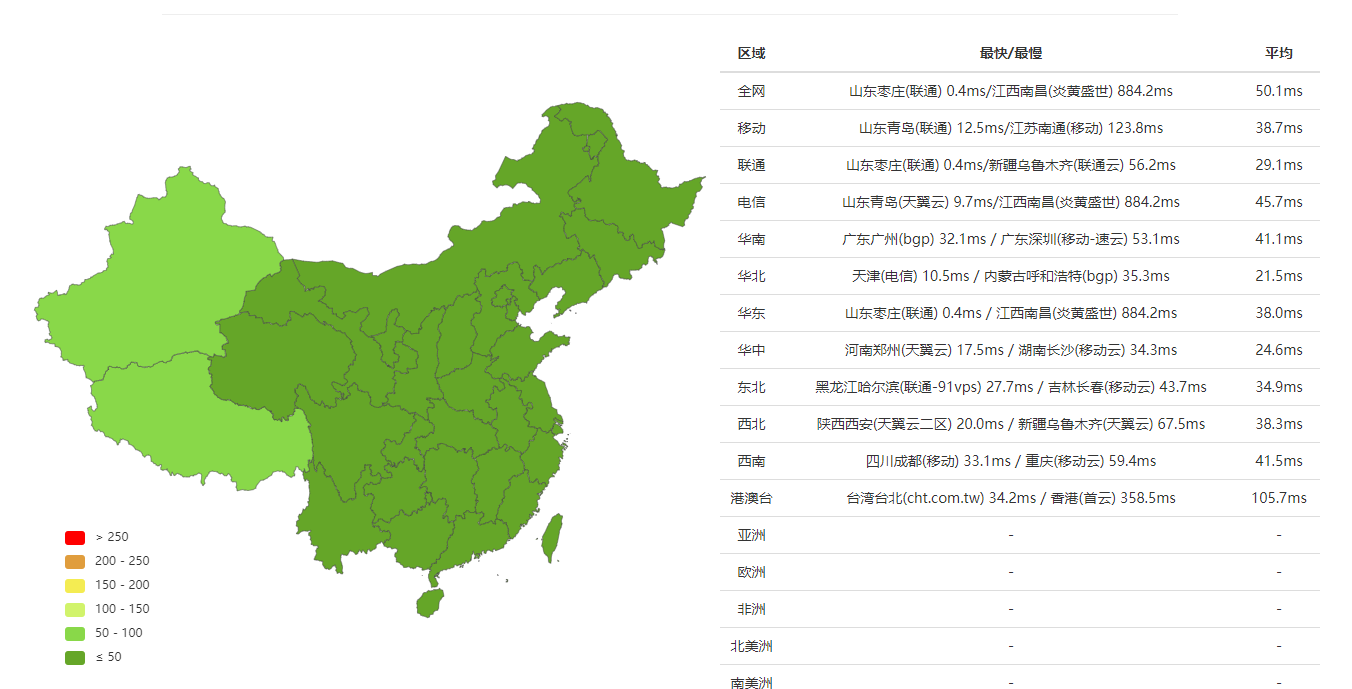 区域 最快/最慢 平均
全网 山东枣庄(联通) 0.4ms/江西南昌(炎黄盛世) 884.2ms 50.1ms
移动 山东青岛(联通) 12.5ms/江苏南通(移动) 123.8ms 38.7ms
联通 山东枣庄(联通) 0.4ms/新疆乌鲁木齐(联通云) 56.2ms 29.1ms
电信 山东青岛(天翼云) 9.7ms/江西南昌(炎黄盛世) 884.2ms 45.7ms
华南 广东广州(bgp) 32.1ms / 广东深圳(移动-速云) 53.1ms 41.1ms
华北 天津(电信) 10.5ms / 内蒙古呼和浩特(bgp) 35.3ms 21.5ms
华东 山东枣庄(联通) 0.4ms / 江西南昌(炎黄盛世) 884.2ms 38.0ms
华中 河南郑州(天翼云) 17.5ms / 湖南长沙(移动云) 34.3ms 24.6ms
东北 黑龙江哈尔滨(联通-91vps) 27.7ms / 吉林长春(移动云) 43.7ms 34.9ms
西北 陕西西安(天翼云二区) 20.0ms / 新疆乌鲁木齐(天翼云) 67.5ms 38.3ms
西南 四川成都(移动) 33.1ms / 重庆(移动云) 59.4ms 41.5ms
港澳台 台湾台北(cht.com.tw) 34.2ms / 香港(首云) 358.5ms 105.7ms
亚洲 - -
欧洲 - -
非洲 - -
北美洲 - -
南美洲 - -
> 250
200 - 250
150 - 200
100 - 150
50 - 100
≤ 50